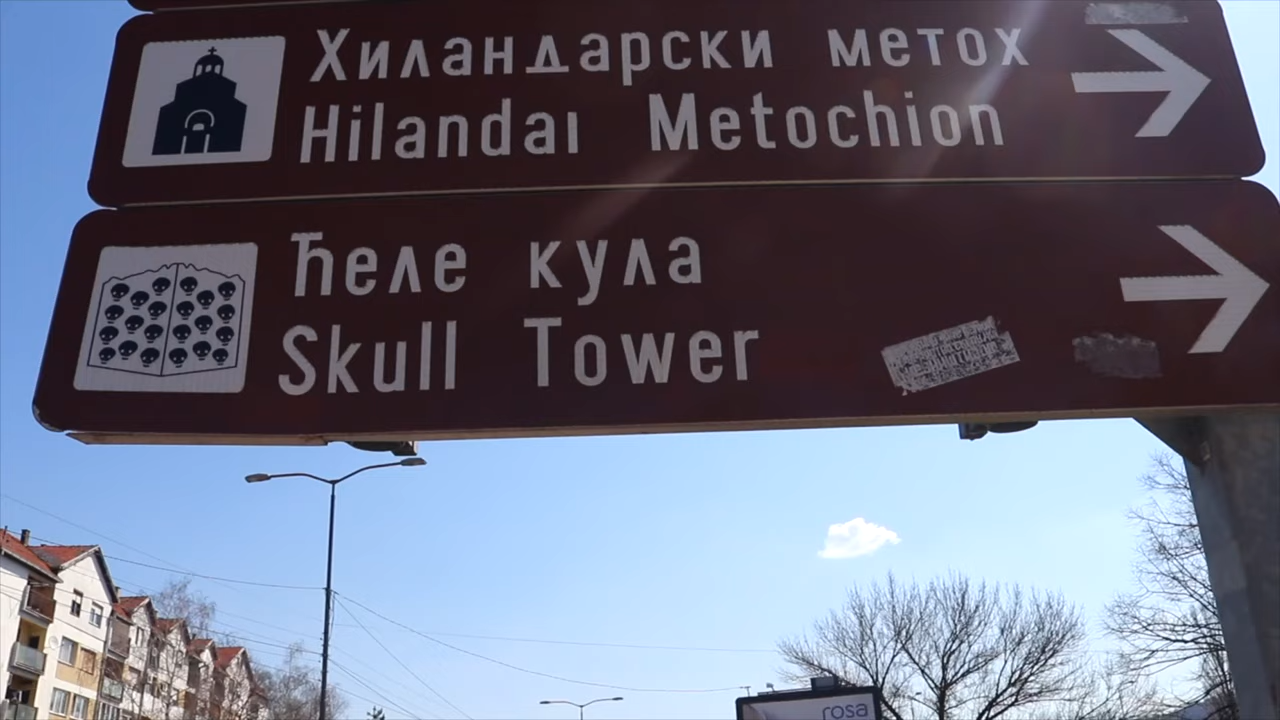 Хиландарски метох
Hilandaı Metochion
Ћеле кула
Skull Tower
rosa